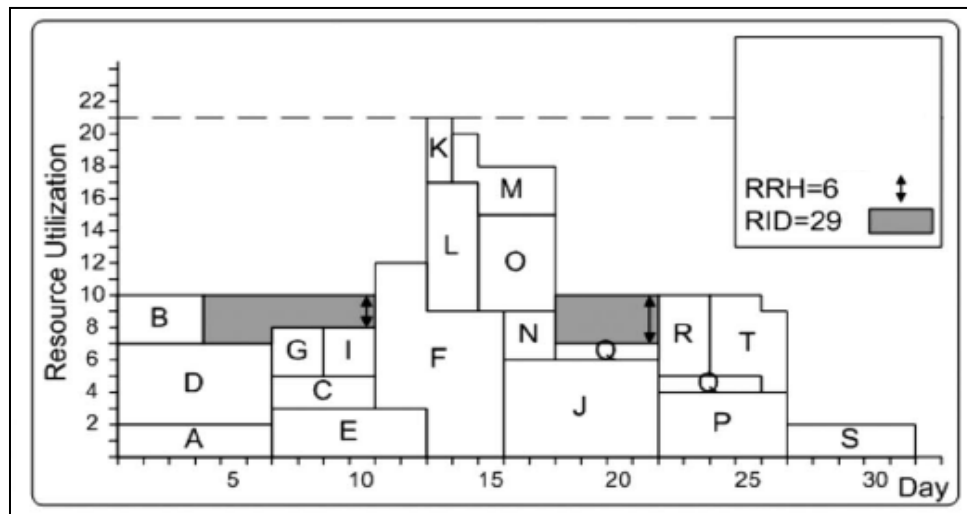 22
20
18
16
14
12
10
8
6
4
2
Resource Utilization
K
M
L
O
RRH=6
RID=29
B
G
I
N
Q
R
T
D
C
F
Q
A
E
J
P
S
5
10
15
20
25
30
Day